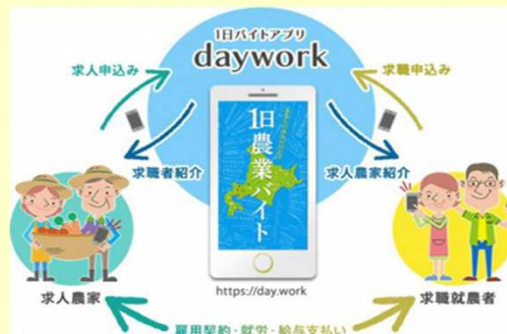 1日バイトアプリ
daywork
求人申込み
求職申込み
1日農業バイト
求職者紹介
求人農家紹介
求人農家
https://day.work
求職就農者
雇用契約・就労・給与支払い